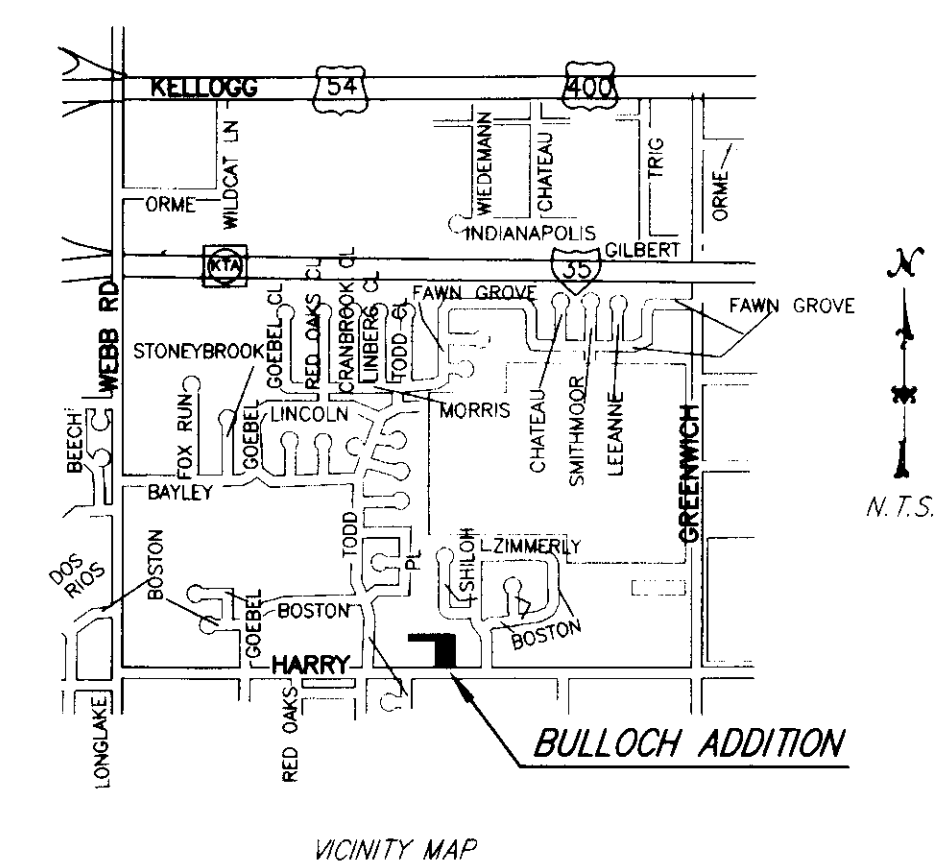 KELLOGG
54
400
WILDCAT LN
WIEDEMANN
CHATEAU
TRIG
ORME
ORME
INDIANAPOLIS
GILBERT
KTA
35
N
WEBB RD
GOEBEL CL
RED OAKS CL
CRANBROOK CL
LINBERG CL
TODD CL
FAWN GROVE
FAWN GROVE
STONEYBROOK
BEECH
FOX RUN
GOEBEL
LINCOLN
MORRIS
CHATEAU
SMITHMOOR
LEEANNE
GREENWICH
N.T.S.
BAYLEY
TODD
PL
SHILOH
ZIMMERLY
DOS
RIOS
BOSTON
GOEBEL
BOSTON
BOSTON
HARRY
LONGLAKE
RED OAKS
BULLOCH ADDITION
VICINITY MAP